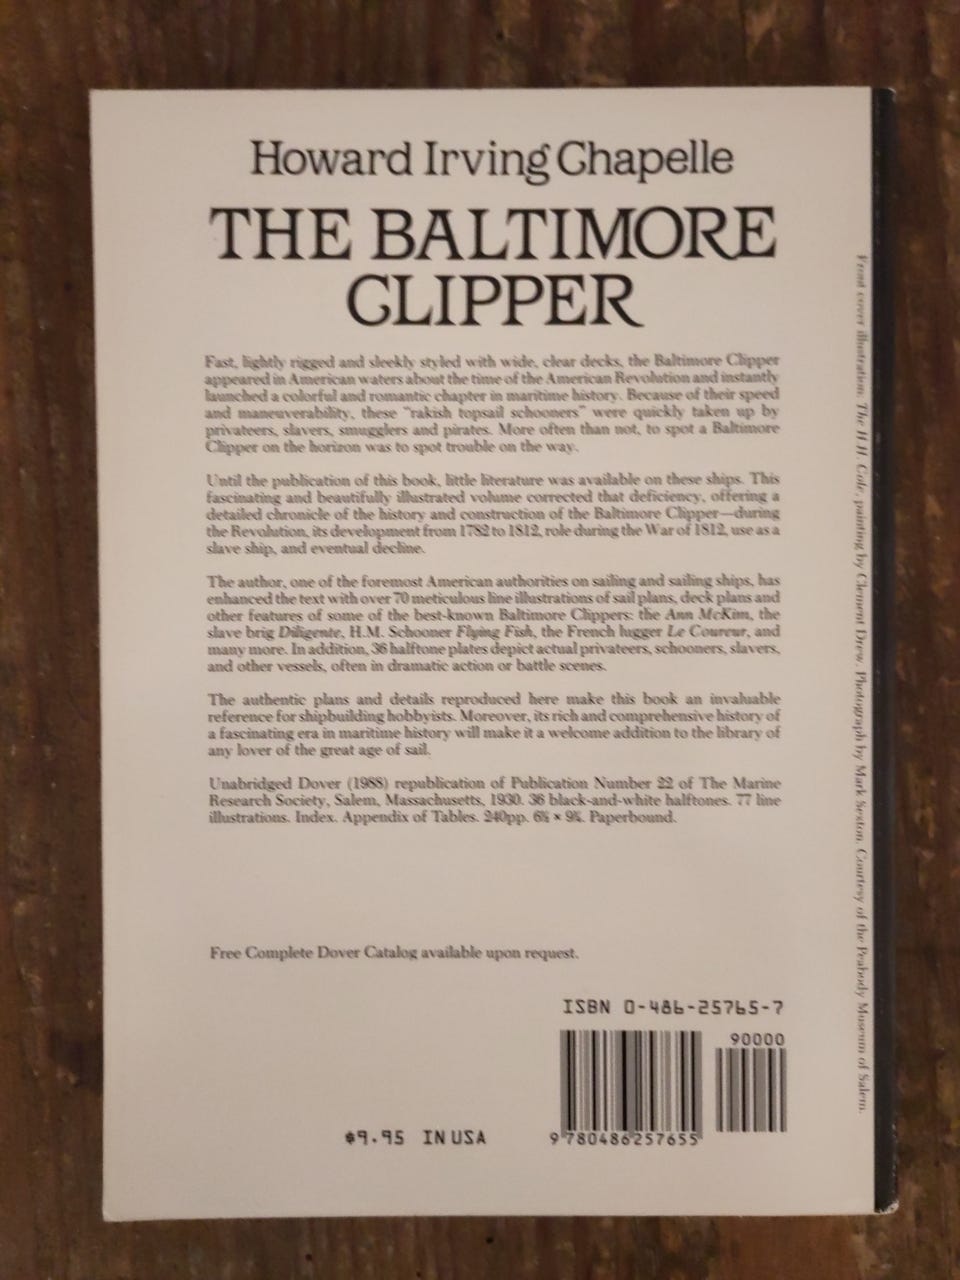 Howard Irving Chapelle
THE BALTIMORE
CLIPPER
Fast, lightly rigged and sleekly styled with wide, clear decks, the Baltimore Clipper
appeared in American waters about the time of the American Revolution and instantly
launched a colorful and romantic chapter in maritime history. Because of their speed
and maneuverability, these "rakish topsail schooners" were quickly taken up by
privateers, slavers, smugglers and pirates. More often than not, to spot a Baltimore
Clipper on the horizon was to spot trouble on the way.
Until the publication of this book, little literature was available on these ships. This
fascinating and beautifully illustrated volume corrected that deficiency, offering a
detailed chronicle of the history and construction of the Baltimore Clipper—during
the Revolution, its development from 1782 to 1812, role during the War of 1812, use as a
slave ship, and eventual decline.
The author, one of the foremost American authorities on sailing and sailing ships, has
enhanced the text with over 70 meticulous line illustrations of sail plans, deck plans and
other features of some of the best-known Baltimore Clippers: the Ann McKim, the
slave brig Diligente, H.M. Schooner Flying Fish, the French lugger Le Coureur, and
many more. In addition, 36 halftone plates depict actual privateers, schooners, slavers,
and other vessels, often in dramatic action or battle scenes.
The authentic plans and details reproduced here make this book an invaluable
reference for shipbuilding hobbyists. Moreover, its rich and comprehensive history of
a fascinating era in maritime history will make it a welcome addition to the library of
any lover of the great age of sail.
Unabridged Dover (1988) republication of Publication Number 22 of The Marine
Research Society, Salem, Massachusetts, 1930. 36 black-and-white halftones. 77 line
illustrations. Index. Appendix of Tables. 240pp. Paperbound.
Free Complete Dover Catalog available upon request.
ISBN 0-486-25765-7
90000
9 780486 257655
$9.95 IN USA
Front cover illustration: The H.H. Cole, painting by Clement Drew. Photograph by Mark Sexton. Courtesy of the Peabody Museum of Salem.